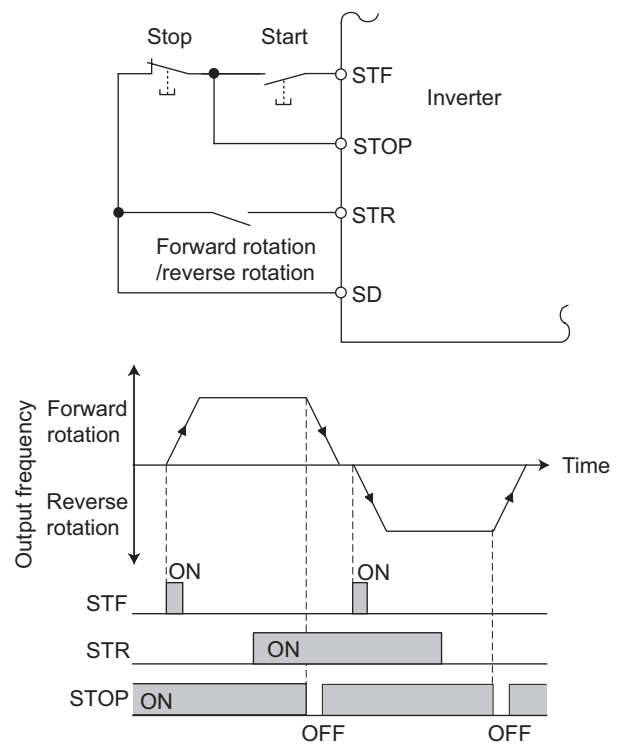 Stop
Start
STF
Inverter
STOP
STR
Forward rotation
/reverse rotation
SD
Output frequency
Forward
rotation
Time
Reverse
rotation
ON
ON
STF
STR
ON
STOP
ON
OFF
OFF